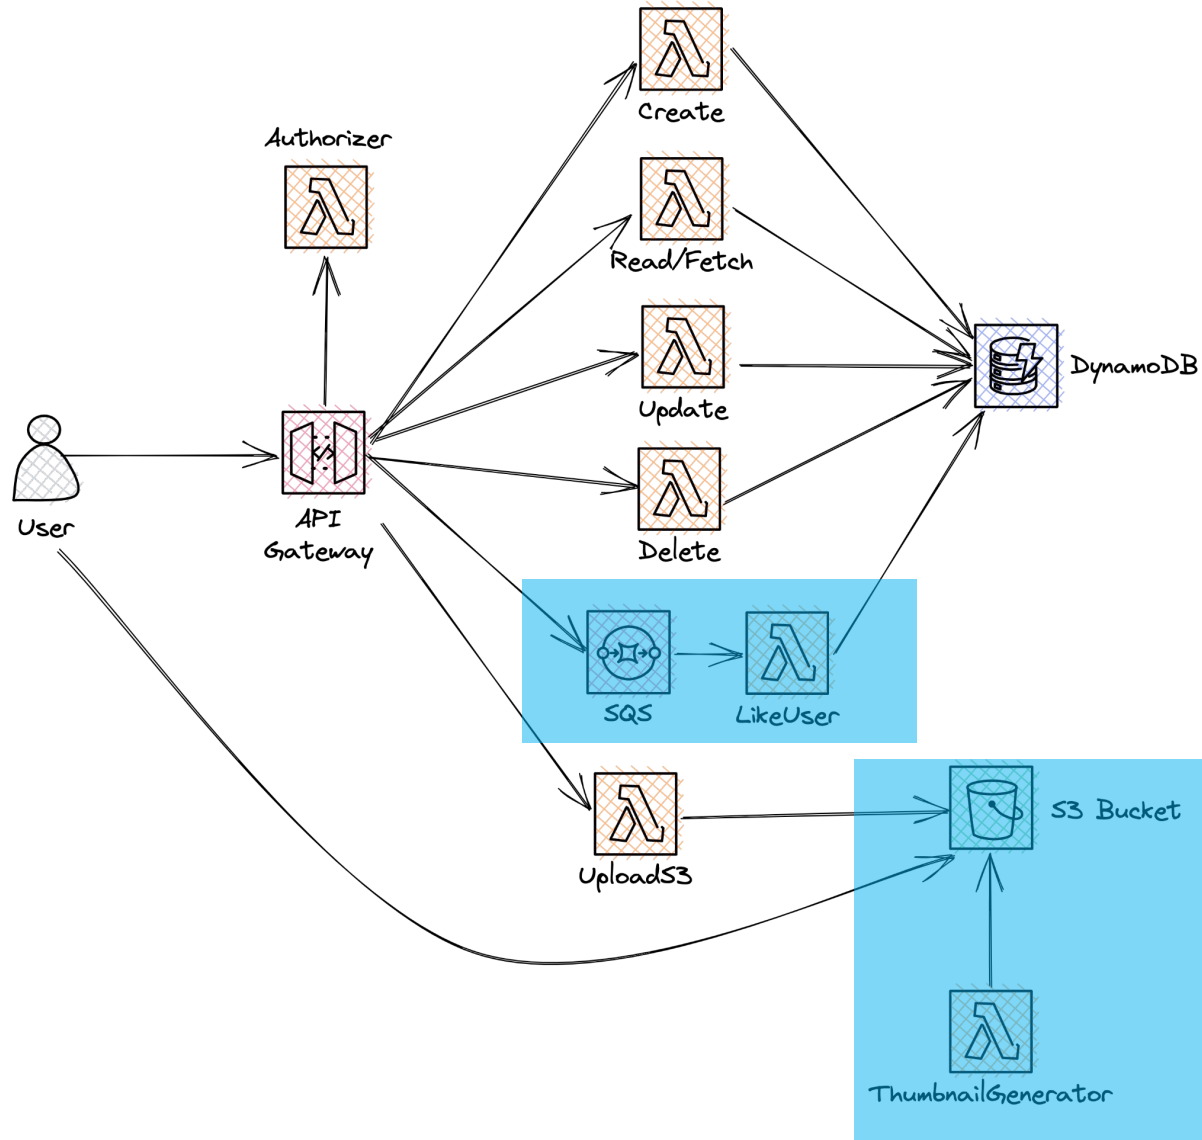 Create
Authorizer
Read/Fetch
DynamoDB
Update
User
API
Gateway
Delete
SQS
LikeUser
S3 Bucket
UploadS3
ThumbnailGenerator